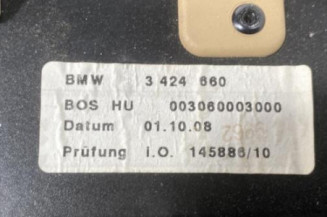 BMW 3 424 660
BOS HU 003060003000
Datum 01.10.08
Prüfung i.O. 145886/10